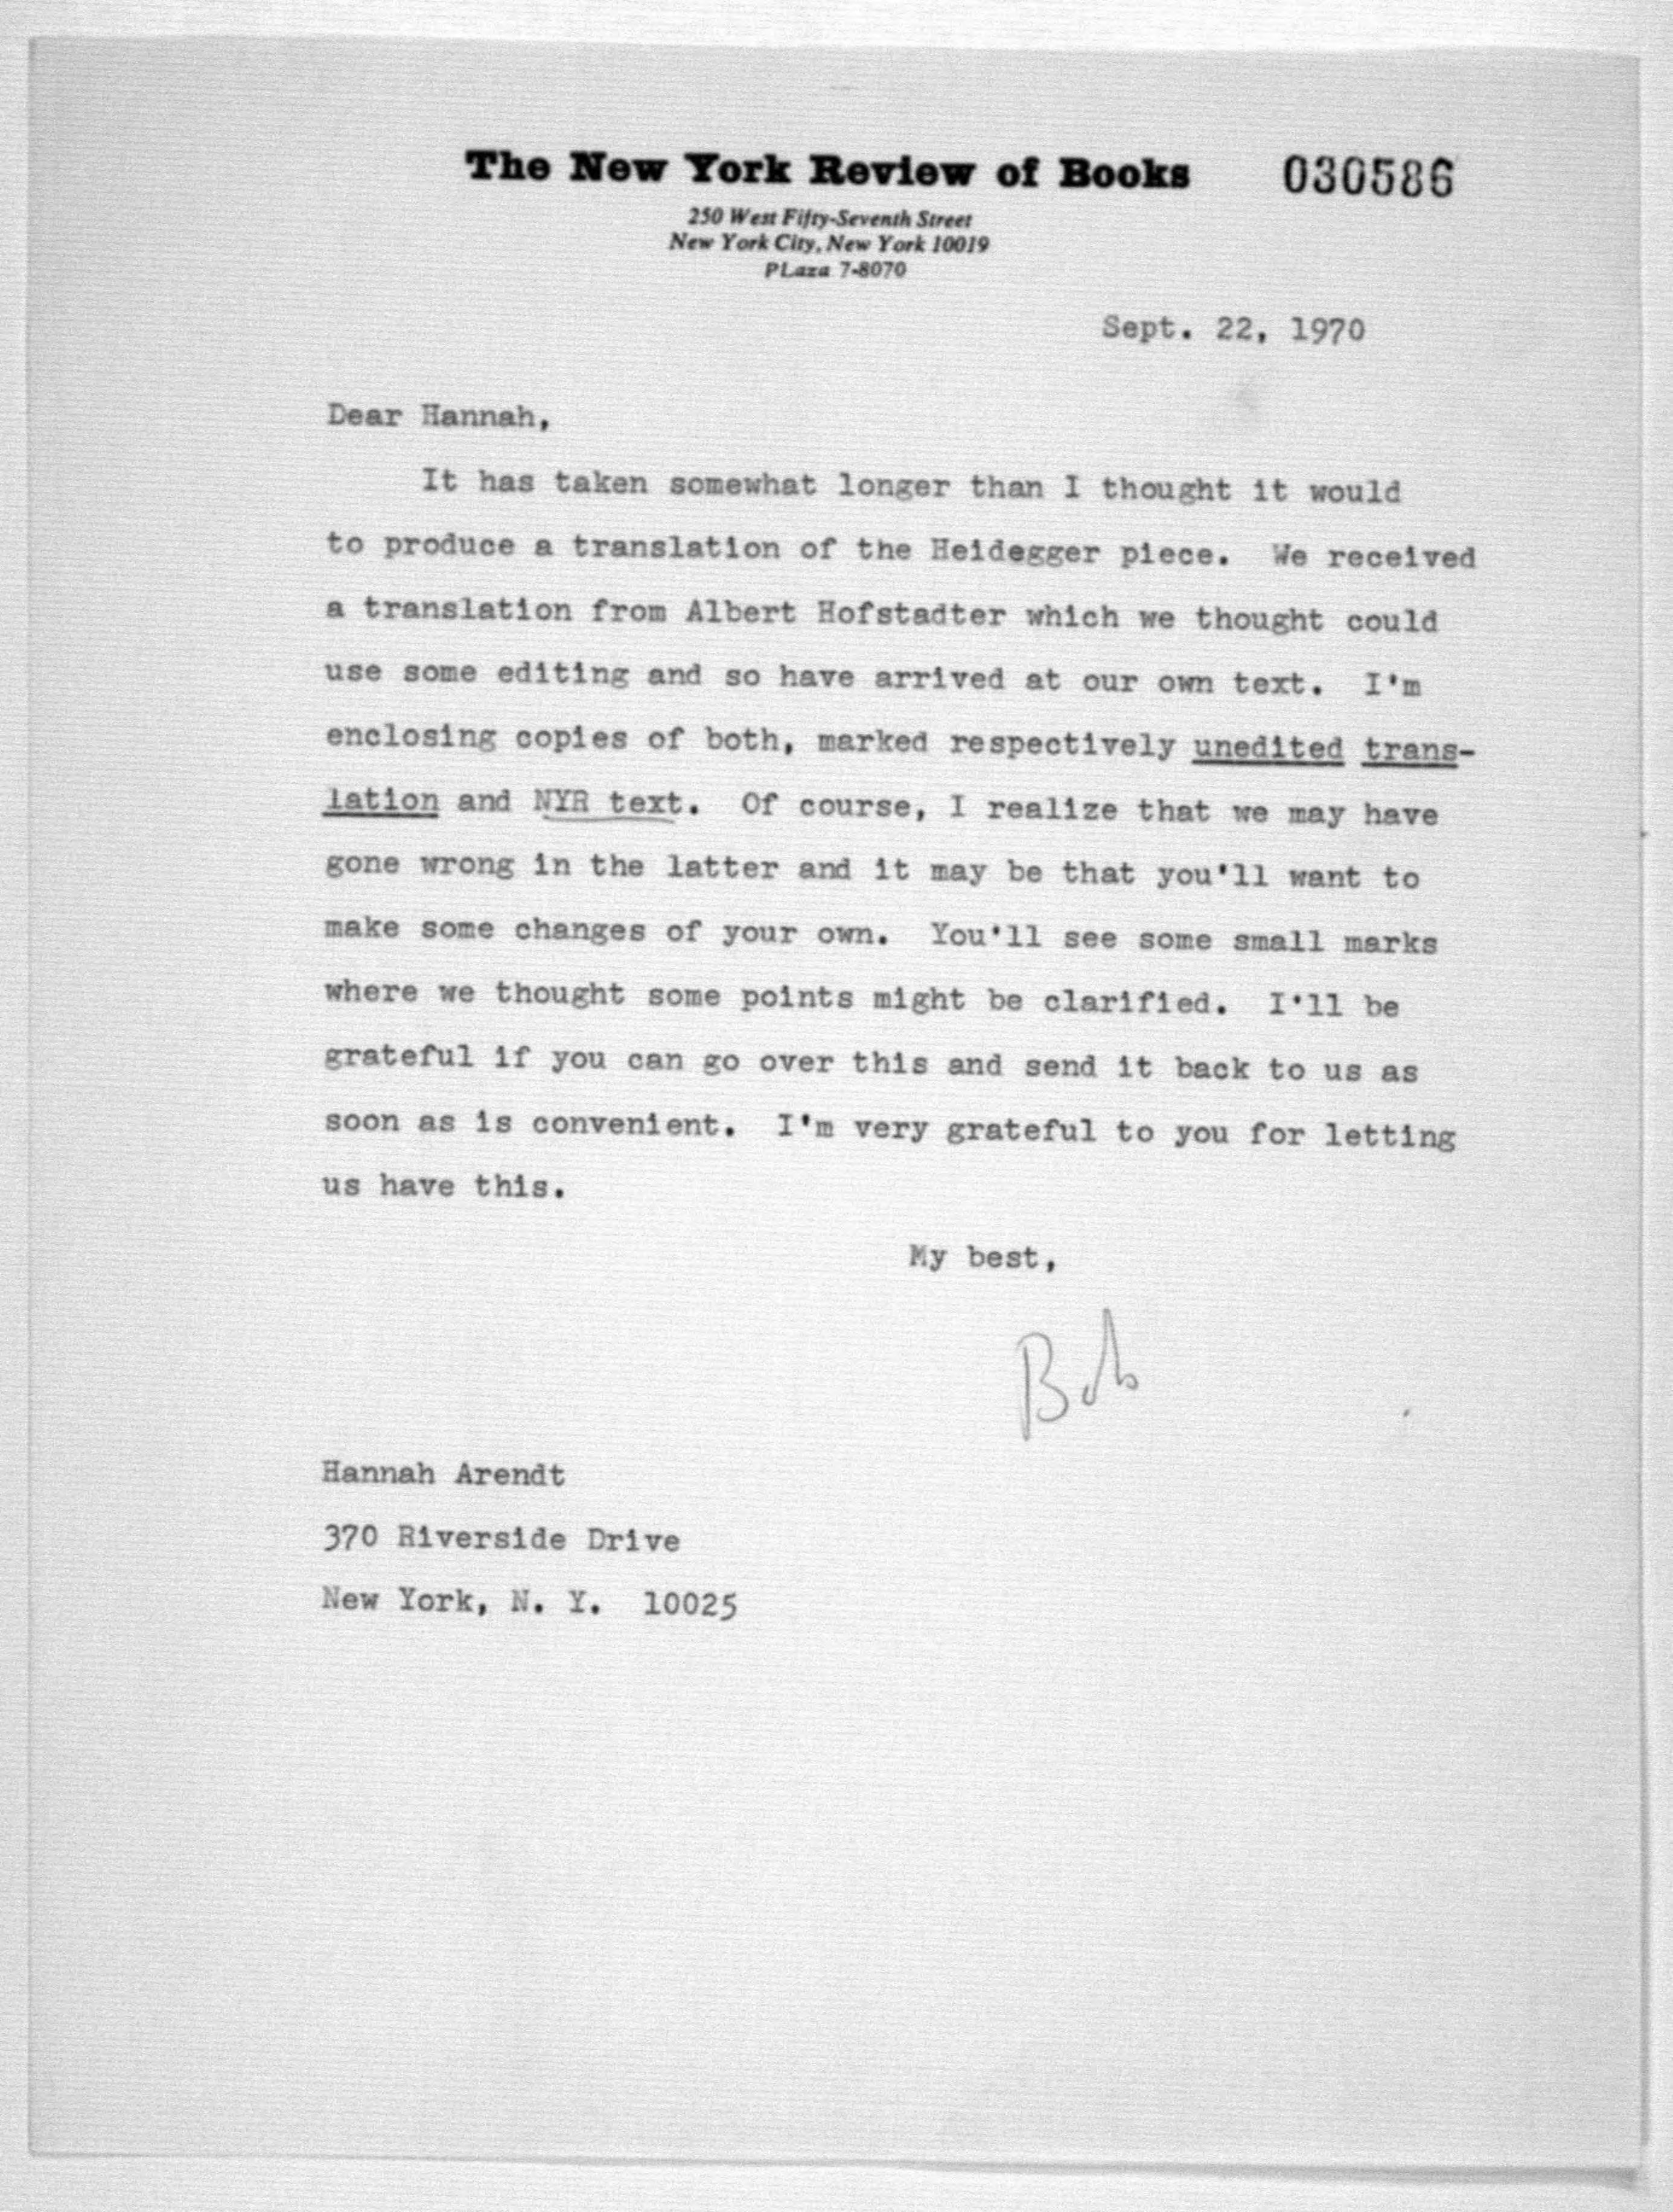 The New York Review of Books 030586
250 West Fifty-Seventh Street
New York City, New York 10019
PLaza 7-8070
Sept. 22, 1970
Dear Hannah,
It has taken somewhat longer than I thought it would
to produce a translation of the Heidegger piece. We received
a translation from Albert Hofstadter which we thought could
use some editing and so have arrived at our own text. I'm
enclosing copies of both, marked respectively unedited trans-
lation and NYR text. Of course, I realize that we may have
gone wrong in the latter and it may be that you'll want to
make some changes of your own. You'll see some small marks
where we thought some points might be clarified. I'll be
grateful if you can go over this and send it back to us as
soon as is convenient. I'm very grateful to you for letting
us have this.
My best,
Bob
Hannah Arendt
370 Riverside Drive
New York, N. Y. 10025